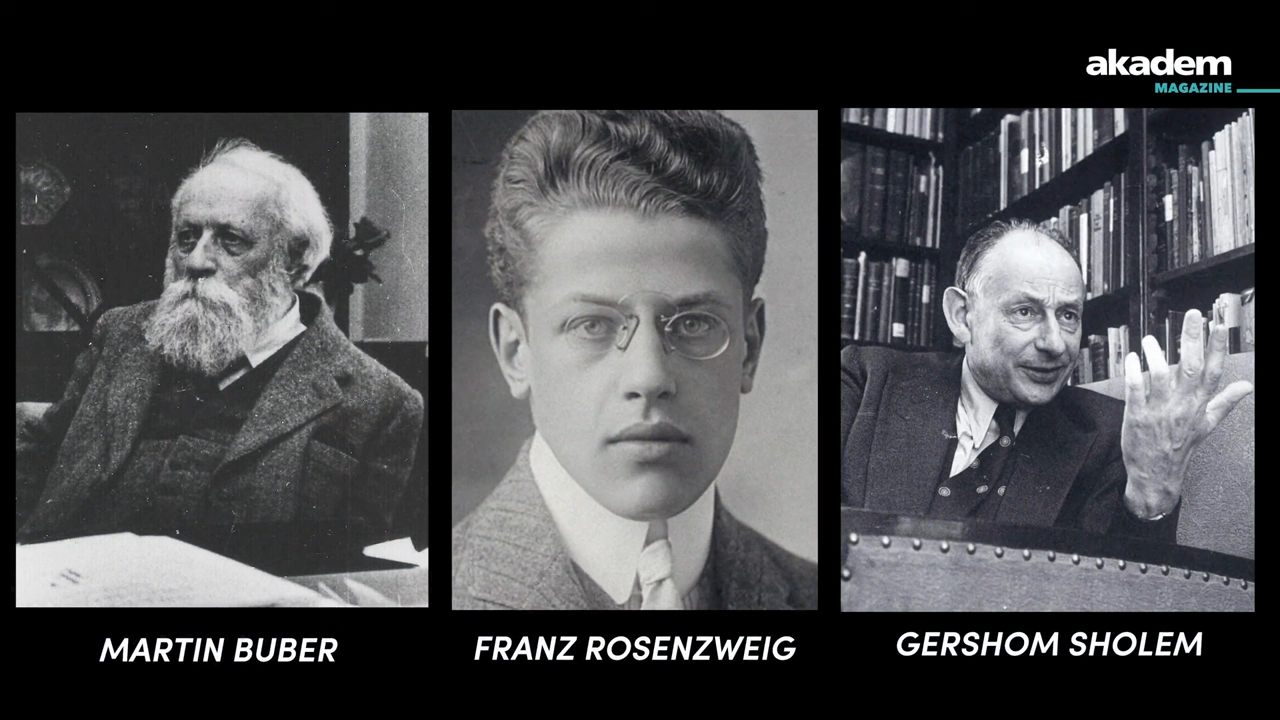 akadem
MAGAZINE
MARTIN BUBER
FRANZ ROSENZWEIG
GERSHOM SHOLEM